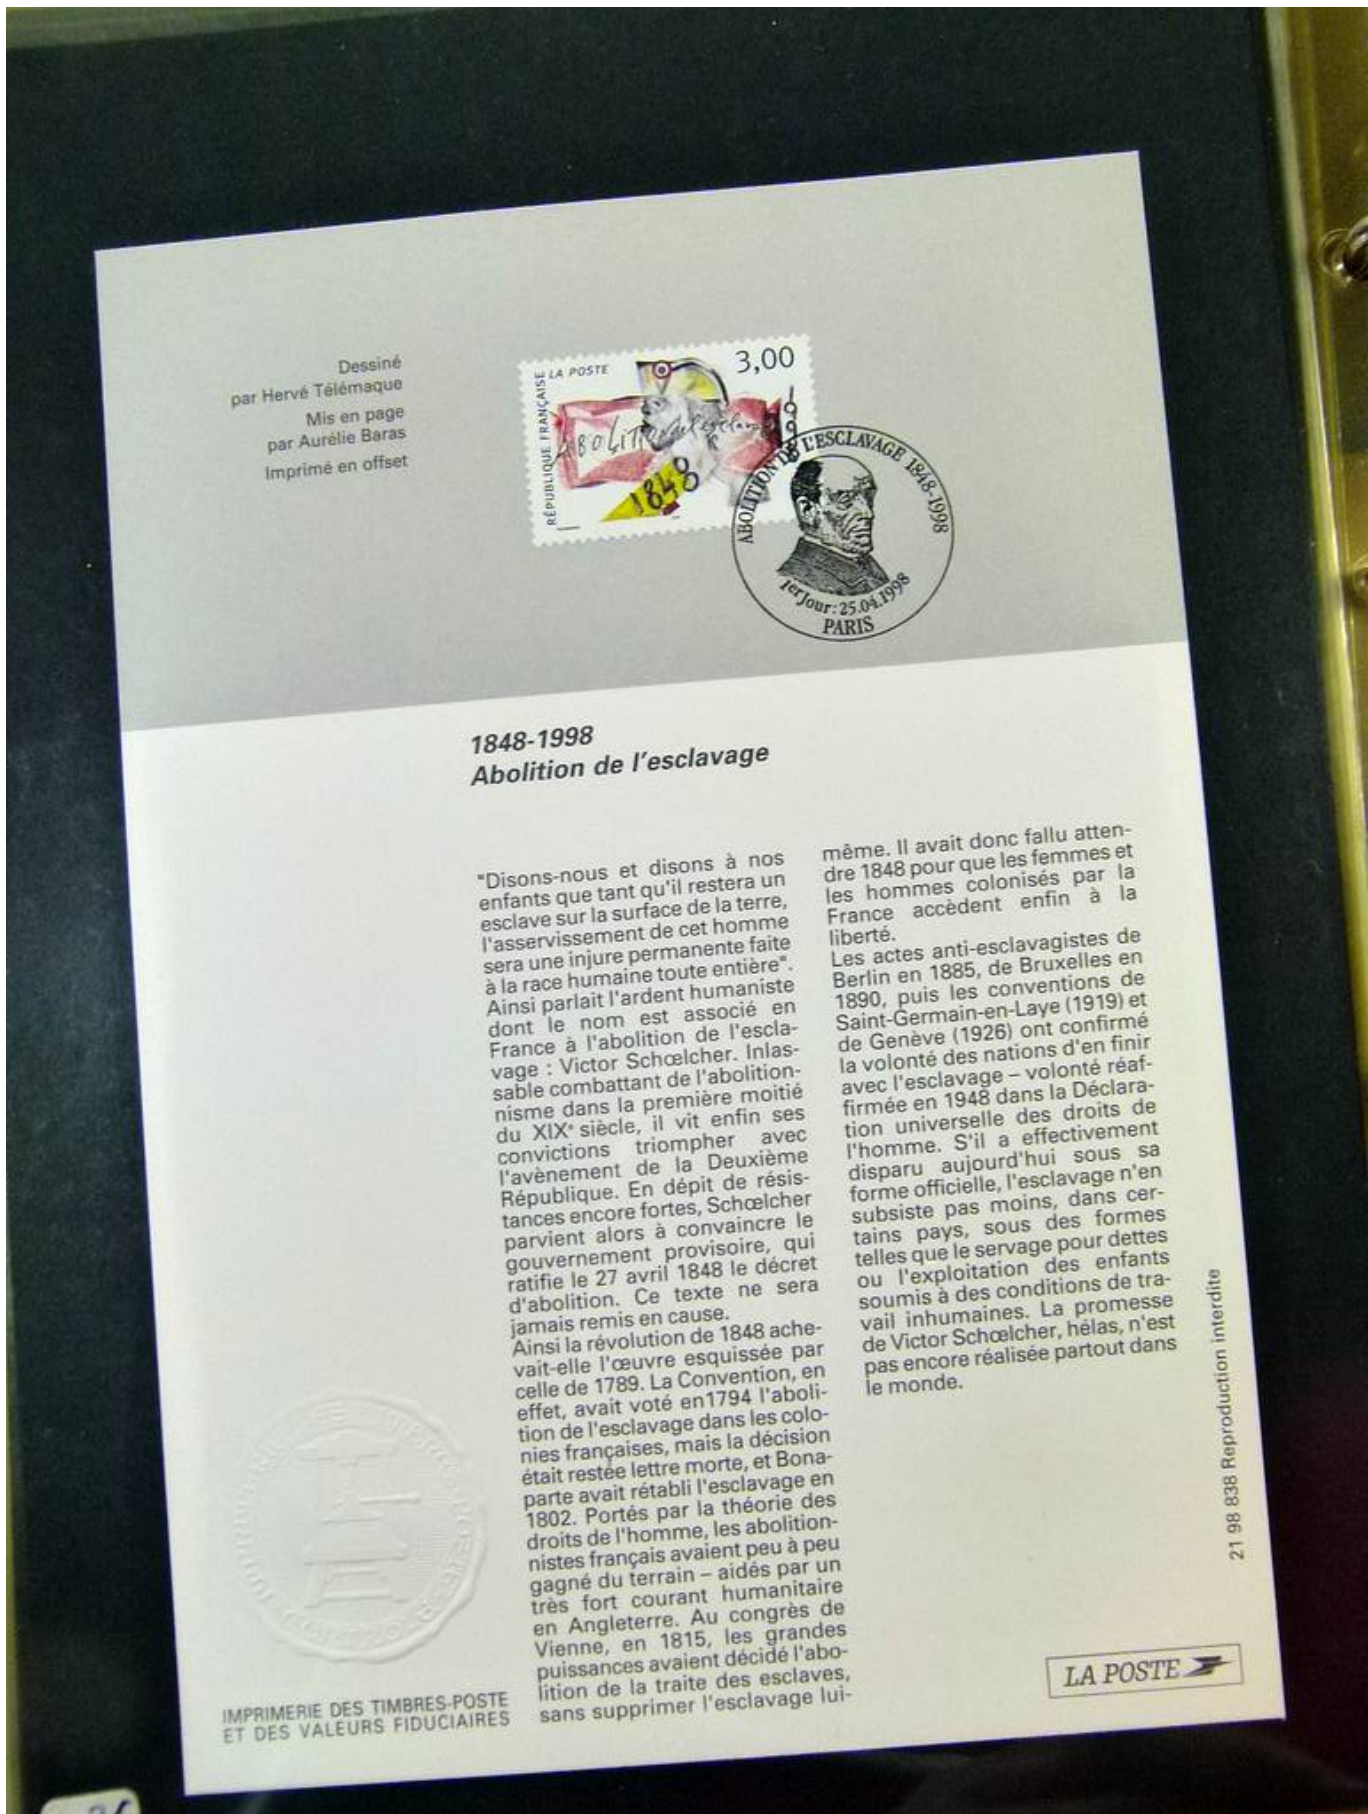 Dessiné
par Hervé Télémaque
Mis en page
par Aurélie Baras
Imprimé en offset
RÉPUBLIQUE FRANÇAISE
LA POSTE
3,00
ABOLITION de l'esclavage
1848
ABOLITION DE L'ESCLAVAGE 1848-1998
1er Jour : 25.04.1998
PARIS
1848-1998
Abolition de l'esclavage
"Disons-nous et disons à nos
enfants que tant qu'il restera un
esclave sur la surface de la terre,
l'asservissement de cet homme
sera une injure permanente faite
à la race humaine toute entière".
Ainsi parlait l'ardent humaniste
dont le nom est associé en
France à l'abolition de l'escla-
vage : Victor Schœlcher. Inlas-
sable combattant de l'abolition-
nisme dans la première moitié
du XIXe siècle, il vit enfin ses
convictions triompher avec
l'avènement de la Deuxième
République. En dépit de résis-
tances encore fortes, Schœlcher
parvient alors à convaincre le
gouvernement provisoire, qui
ratifie le 27 avril 1848 le décret
d'abolition. Ce texte ne sera
jamais remis en cause.
Ainsi la révolution de 1848 ache-
vait-elle l'œuvre esquissée par
celle de 1789. La Convention, en
effet, avait voté en1794 l'aboli-
tion de l'esclavage dans les colo-
nies françaises, mais la décision
était restée lettre morte, et Bona-
parte avait rétabli l'esclavage en
1802. Portés par la théorie des
droits de l'homme, les abolition-
nistes français avaient peu à peu
gagné du terrain – aidés par un
très fort courant humanitaire
en Angleterre. Au congrès de
Vienne, en 1815, les grandes
puissances avaient décidé l'abo-
lition de la traite des esclaves,
sans supprimer l'esclavage lui-
même. Il avait donc fallu atten-
dre 1848 pour que les femmes et
les hommes colonisés par la
France accèdent enfin à la
liberté.
Les actes anti-esclavagistes de
Berlin en 1885, de Bruxelles en
1890, puis les conventions de
Saint-Germain-en-Laye (1919) et
de Genève (1926) ont confirmé
la volonté des nations d'en finir
avec l'esclavage – volonté réaf-
firmée en 1948 dans la Déclara-
tion universelle des droits de
l'homme. S'il a effectivement
disparu aujourd'hui sous sa
forme officielle, l'esclavage n'en
subsiste pas moins, dans cer-
tains pays, sous des formes
telles que le servage pour dettes
ou l'exploitation des enfants
soumis à des conditions de tra-
vail inhumaines. La promesse
de Victor Schœlcher, hélas, n'est
pas encore réalisée partout dans
le monde.
21 98 838 Reproduction interdite
IMPRIMERIE DES TIMBRES-POSTE
ET DES VALEURS FIDUCIAIRES
LA POSTE